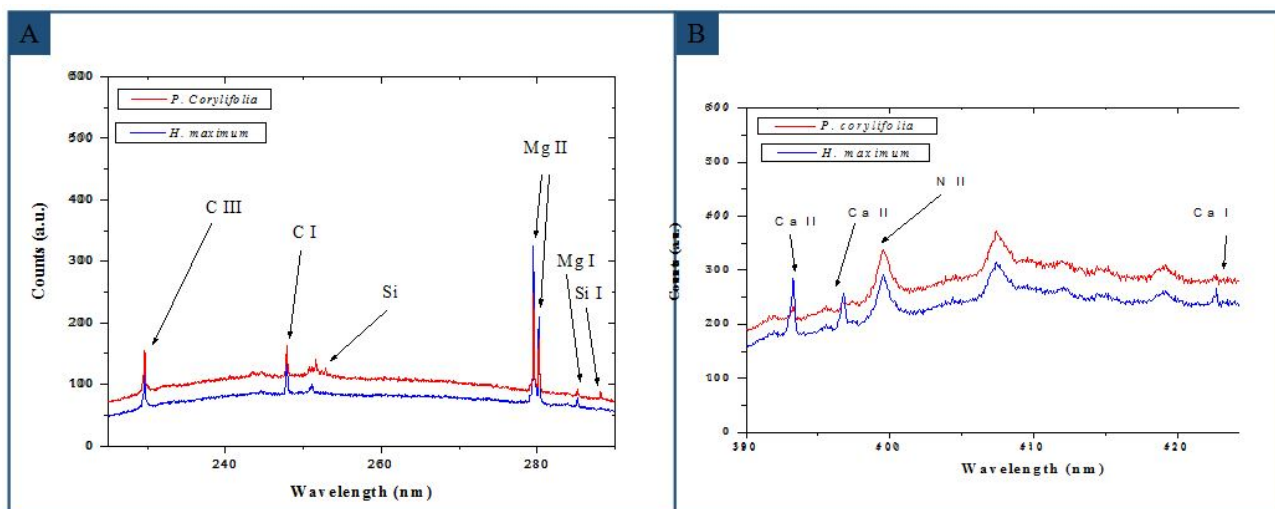 A
600
500
400
300
200
100
0
240
260
280
Counts (a.u.)
Wavelength (nm)
P. Corylifolia
H. maximum
C III
C I
Si
Mg II
Mg I
Si I
B
600
500
400
300
200
100
0
390
400
410
420
Counts (a.u.)
Wavelength (nm)
P. corylifolia
H. maximum
Ca II
Ca II
N II
Ca I